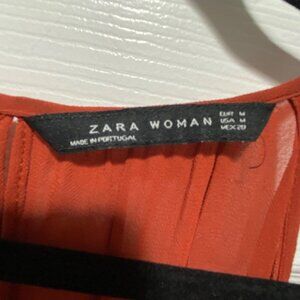 ZARA WOMAN
MADE IN PORTUGAL
EUR M
USA M
MEX 28